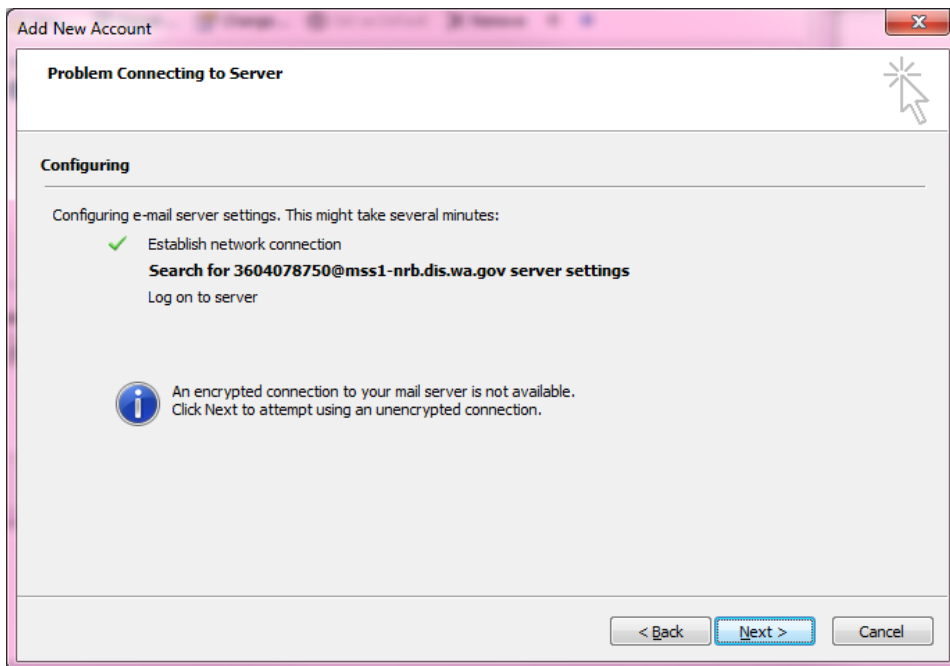 Change...
Remove
Add New Account
Problem Connecting to Server
Configuring
Configuring e-mail server settings. This might take several minutes:
Establish network connection
Search for 3604078750@mss1-nrb.dis.wa.gov server settings
Log on to server
An encrypted connection to your mail server is not available.
Click Next to attempt using an unencrypted connection.
< Back
Next >
Cancel